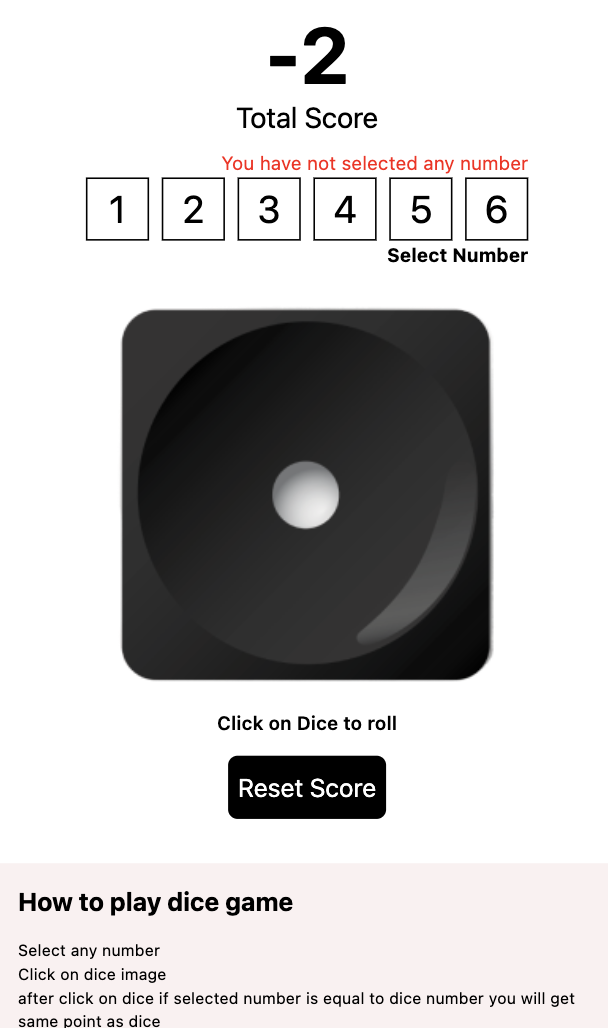 -2
Total Score
You have not selected any number
1 2 3 4 5 6
Select Number
Click on Dice to roll
Reset Score
How to play dice game
Select any number
Click on dice image
after click on dice if selected number is equal to dice number you will get
same point as dice